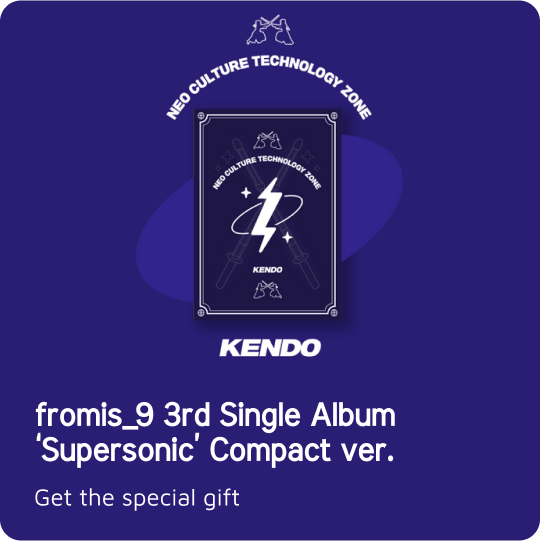 NEO CULTURE TECHNOLOGY ZONE
NEO CULTURE TECHNOLOGY ZONE
KENDO
KENDO
fromis_9 3rd Single Album
‘Supersonic’ Compact ver.
Get the special gift